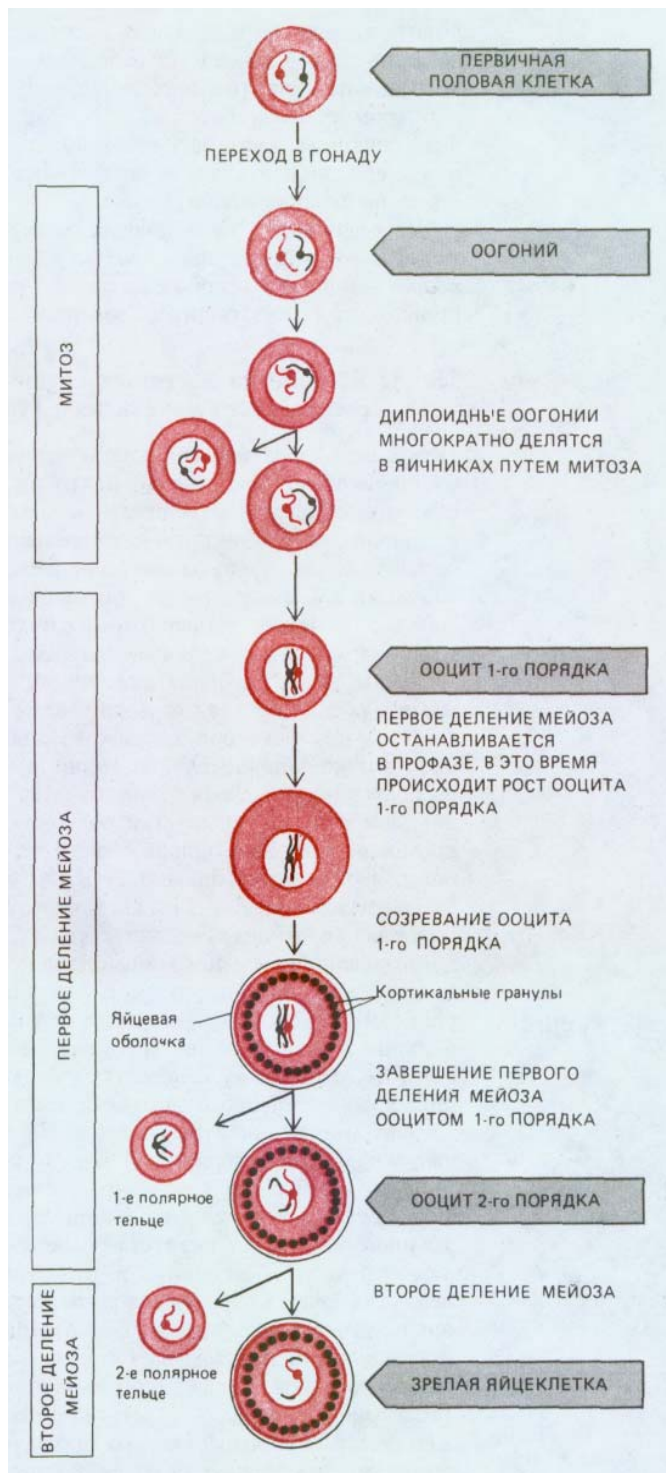 ПЕРВИЧНАЯ
ПОЛОВАЯ КЛЕТКА
ПЕРЕХОД В ГОНАДУ
МИТОЗ
ООГОНИЙ
ДИПЛОИДНЫЕ ООГОНИИ
МНОГОКРАТНО ДЕЛЯТСЯ
В ЯИЧНИКАХ ПУТЕМ МИТОЗА
ПЕРВОЕ ДЕЛЕНИЕ МЕЙОЗА
ООЦИТ 1-го ПОРЯДКА
ПЕРВОЕ ДЕЛЕНИЕ МЕЙОЗА
ОСТАНАВЛИВАЕТСЯ
В ПРОФАЗЕ, В ЭТО ВРЕМЯ
ПРОИСХОДИТ РОСТ ООЦИТА
1-го ПОРЯДКА
СОЗРЕВАНИЕ ООЦИТА
1-го ПОРЯДКА
Кортикальные гранулы
Яйцевая
оболочка
ЗАВЕРШЕНИЕ ПЕРВОГО
ДЕЛЕНИЯ МЕЙОЗА
ООЦИТОМ 1-го ПОРЯДКА
1-е полярное
тельце
ООЦИТ 2-го ПОРЯДКА
ВТОРОЕ ДЕЛЕНИЕ
МЕЙОЗА
ВТОРОЕ ДЕЛЕНИЕ МЕЙОЗА
2-е полярное
тельце
ЗРЕЛАЯ ЯЙЦЕКЛЕТКА